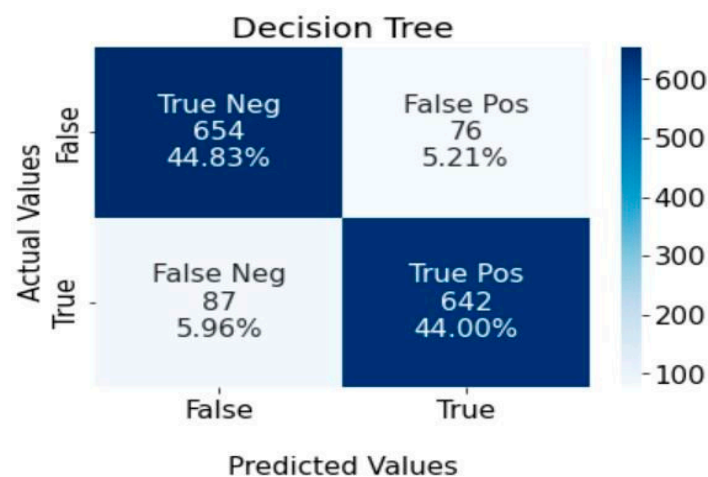 Decision Tree
True Neg
654
44.83%
False Pos
76
5.21%
False Neg
87
5.96%
True Pos
642
44.00%
Actual Values
False
True
False
True
Predicted Values
600
500
400
300
200
100